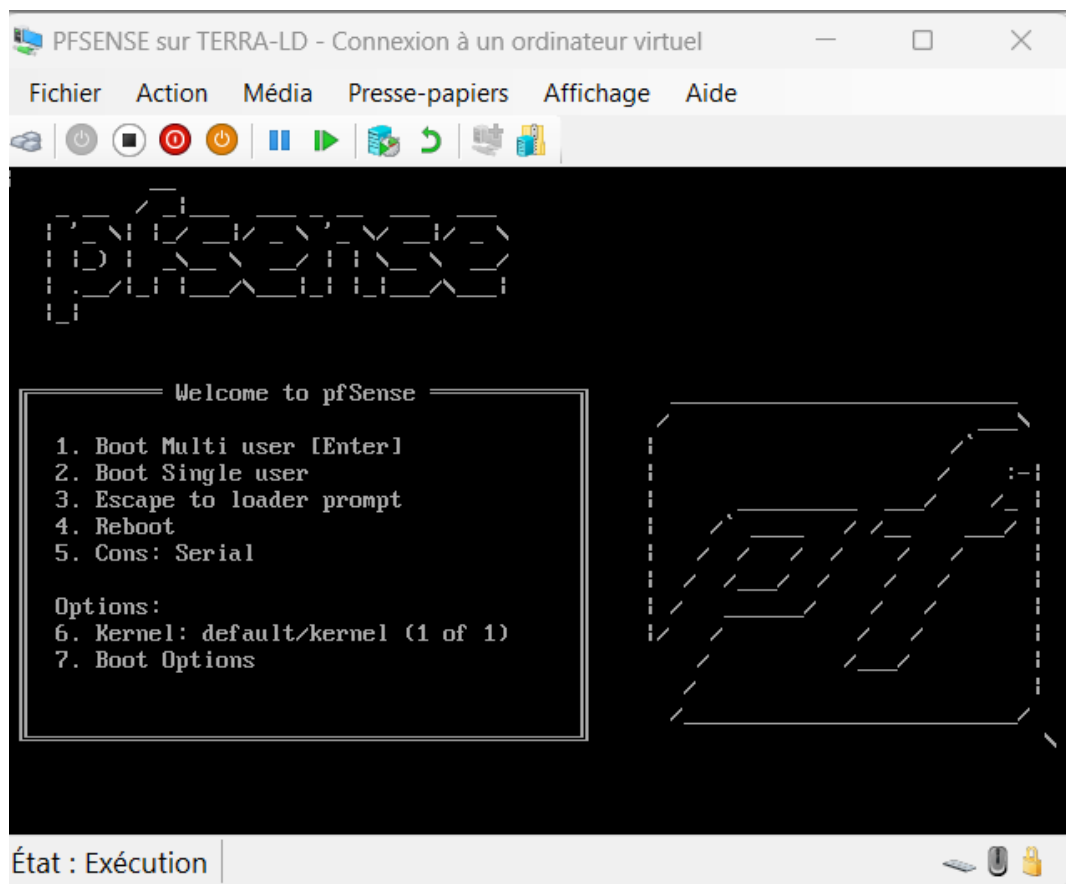 PFSENSE sur TERRA-LD - Connexion à un ordinateur virtuel
Fichier Action Média Presse-papiers Affichage Aide
pfsense
Welcome to pfSense
1. Boot Multi user [Enter]
2. Boot Single user
3. Escape to loader prompt
4. Reboot
5. Cons: Serial
Options:
6. Kernel: default/kernel (1 of 1)
7. Boot Options
pf
État : Exécution